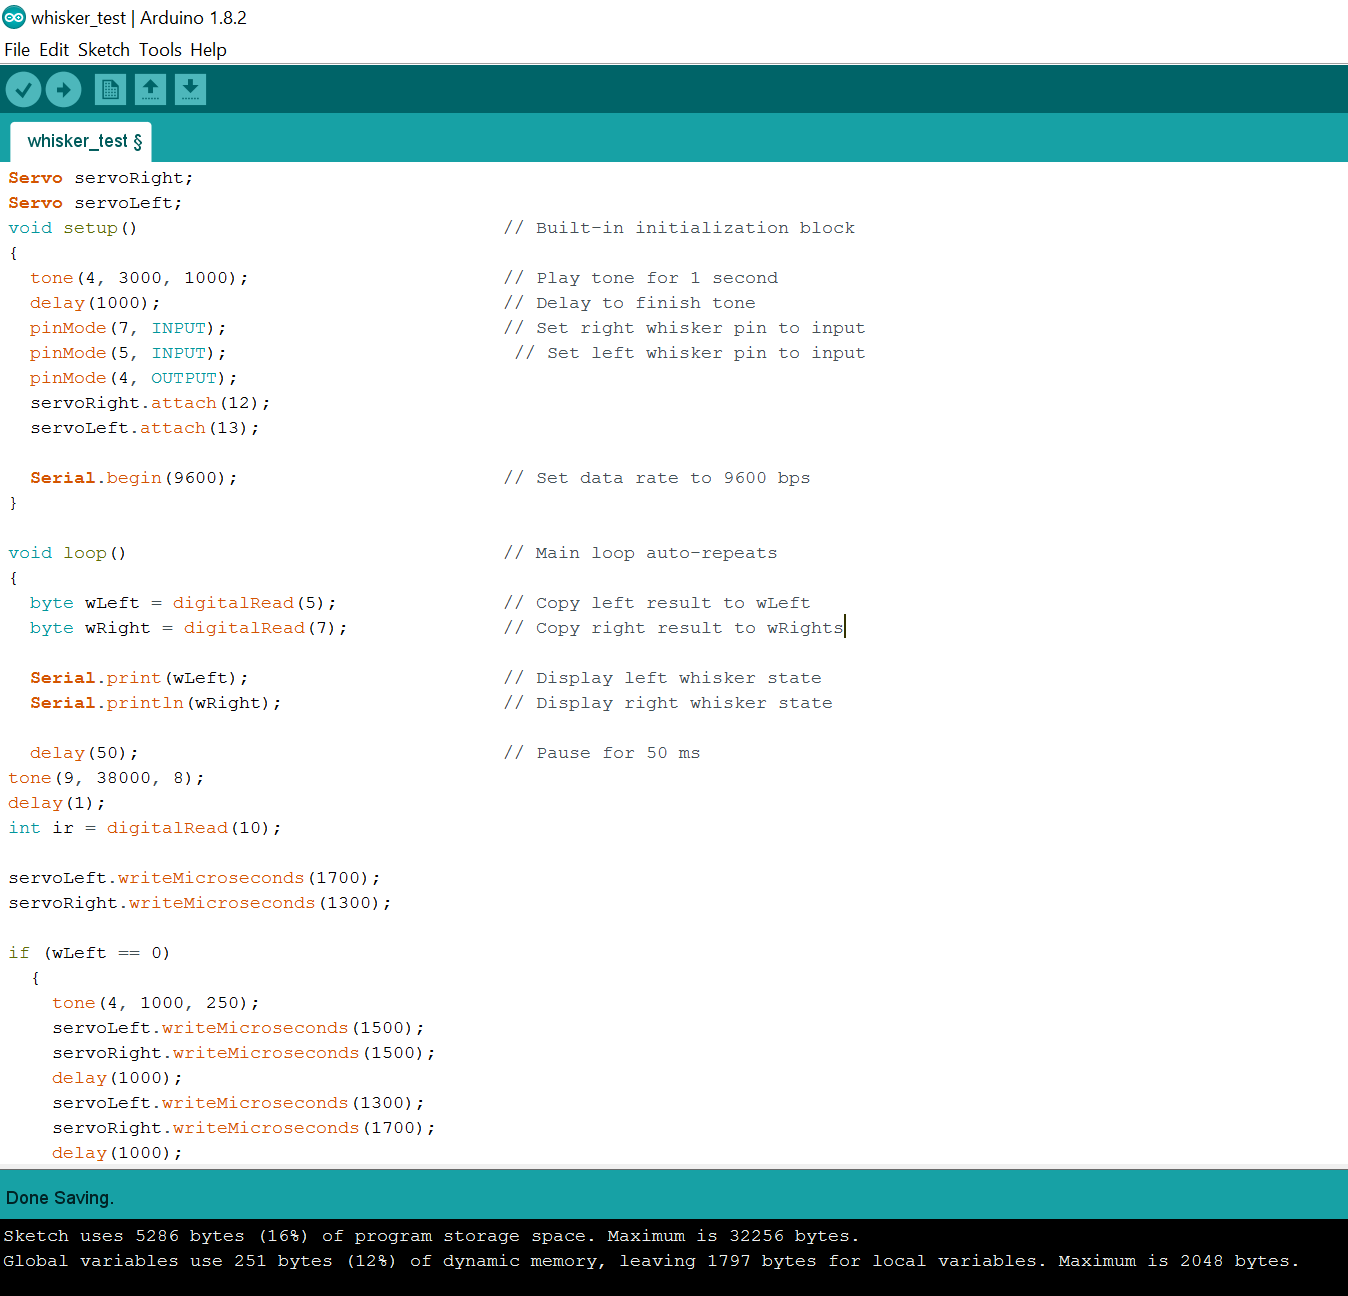 whisker_test | Arduino 1.8.2
File Edit Sketch Tools Help
whisker_test §
Servo servoRight;
Servo servoLeft;
void setup() // Built-in initialization block
{
tone(4, 3000, 1000); // Play tone for 1 second
delay(1000); // Delay to finish tone
pinMode(7, INPUT); // Set right whisker pin to input
pinMode(5, INPUT); // Set left whisker pin to input
pinMode(4, OUTPUT);
servoRight.attach(12);
servoLeft.attach(13);
Serial.begin(9600); // Set data rate to 9600 bps
}
void loop() // Main loop auto-repeats
{
byte wLeft = digitalRead(5); // Copy left result to wLeft
byte wRight = digitalRead(7); // Copy right result to wRights
Serial.print(wLeft); // Display left whisker state
Serial.println(wRight); // Display right whisker state
delay(50); // Pause for 50 ms
tone(9, 38000, 8);
delay(1);
int ir = digitalRead(10);
servoLeft.writeMicroseconds(1700);
servoRight.writeMicroseconds(1300);
if (wLeft == 0)
{
tone(4, 1000, 250);
servoLeft.writeMicroseconds(1500);
servoRight.writeMicroseconds(1500);
delay(1000);
servoLeft.writeMicroseconds(1300);
servoRight.writeMicroseconds(1700);
delay(1000);
Done Saving.
Sketch uses 5286 bytes (16%) of program storage space. Maximum is 32256 bytes.
Global variables use 251 bytes (12%) of dynamic memory, leaving 1797 bytes for local variables. Maximum is 2048 bytes.